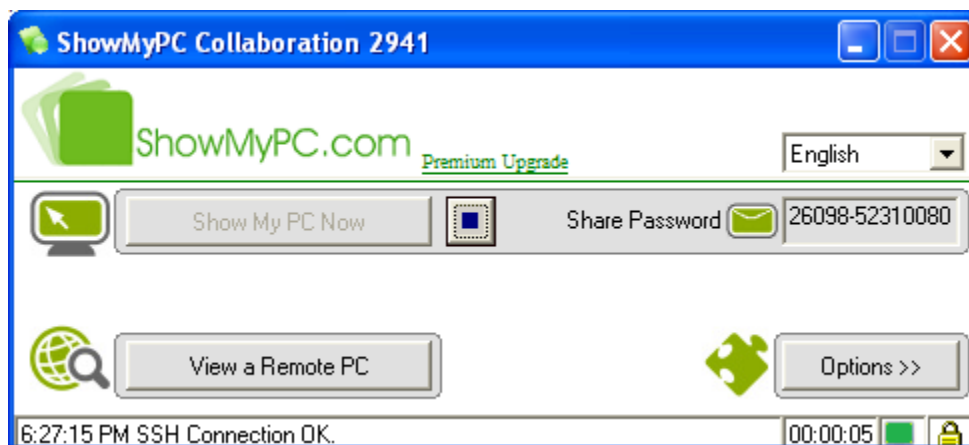 ShowMyPC Collaboration 2941
ShowMyPC.com
Premium Upgrade
English
Show My PC Now
Share Password
26098-52310080
View a Remote PC
Options >>
6:27:15 PM SSH Connection OK.
00:00:05